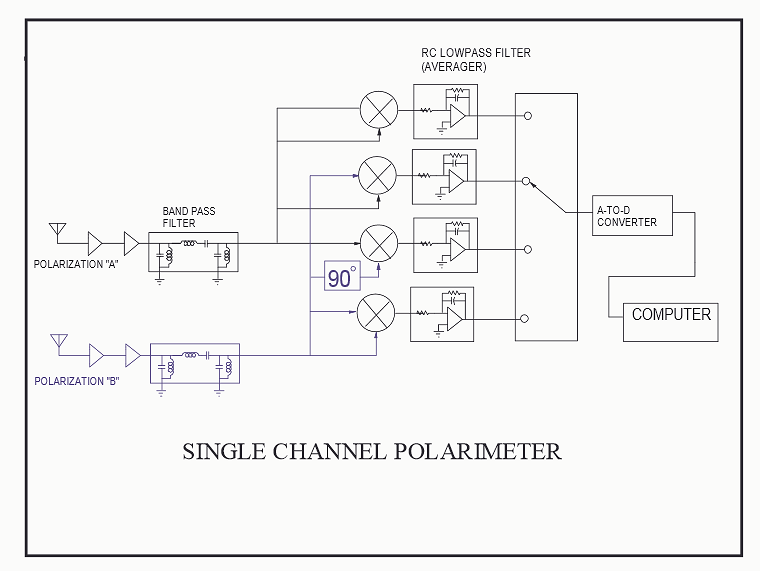 RC LOWPASS FILTER
(AVERAGER)
BAND PASS
FILTER
A-TO-D
CONVERTER
POLARIZATION "A"
90°
COMPUTER
POLARIZATION "B"
SINGLE CHANNEL POLARIMETER